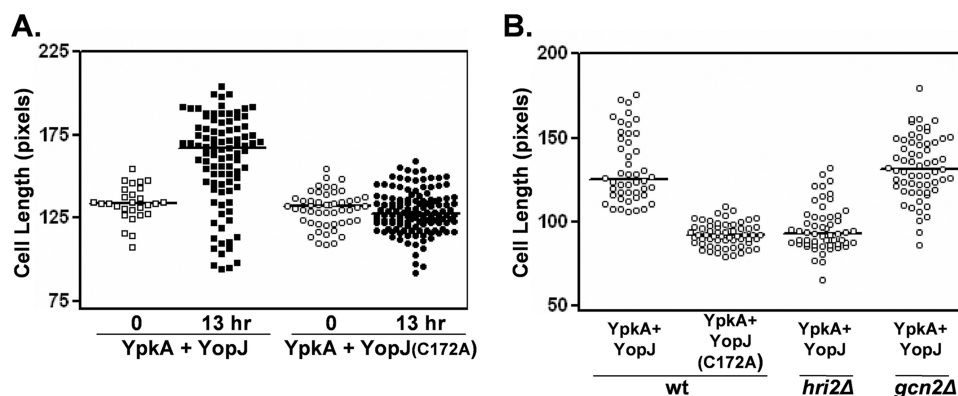 A.
225
175
125
75
Cell Length (pixels)
0 13 hr 0 13 hr
YpkA + YopJ YpkA + YopJ(C172A)
B.
200
150
100
50
Cell Length (pixels)
YpkA+
YopJ
YpkA+
YopJ
(C172A)
YpkA+
YopJ
YpkA+
YopJ
wt hri2Δ gcn2Δ